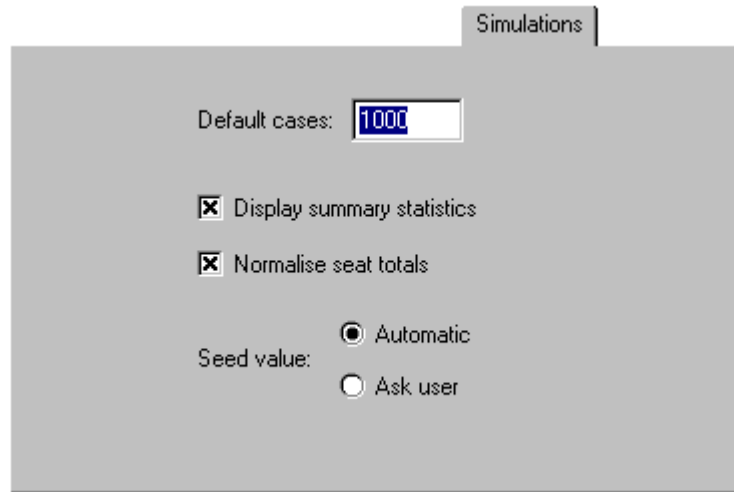 Simulations
Default cases: 1000
Display summary statistics
Normalise seat totals
Automatic
Seed value:
Ask user